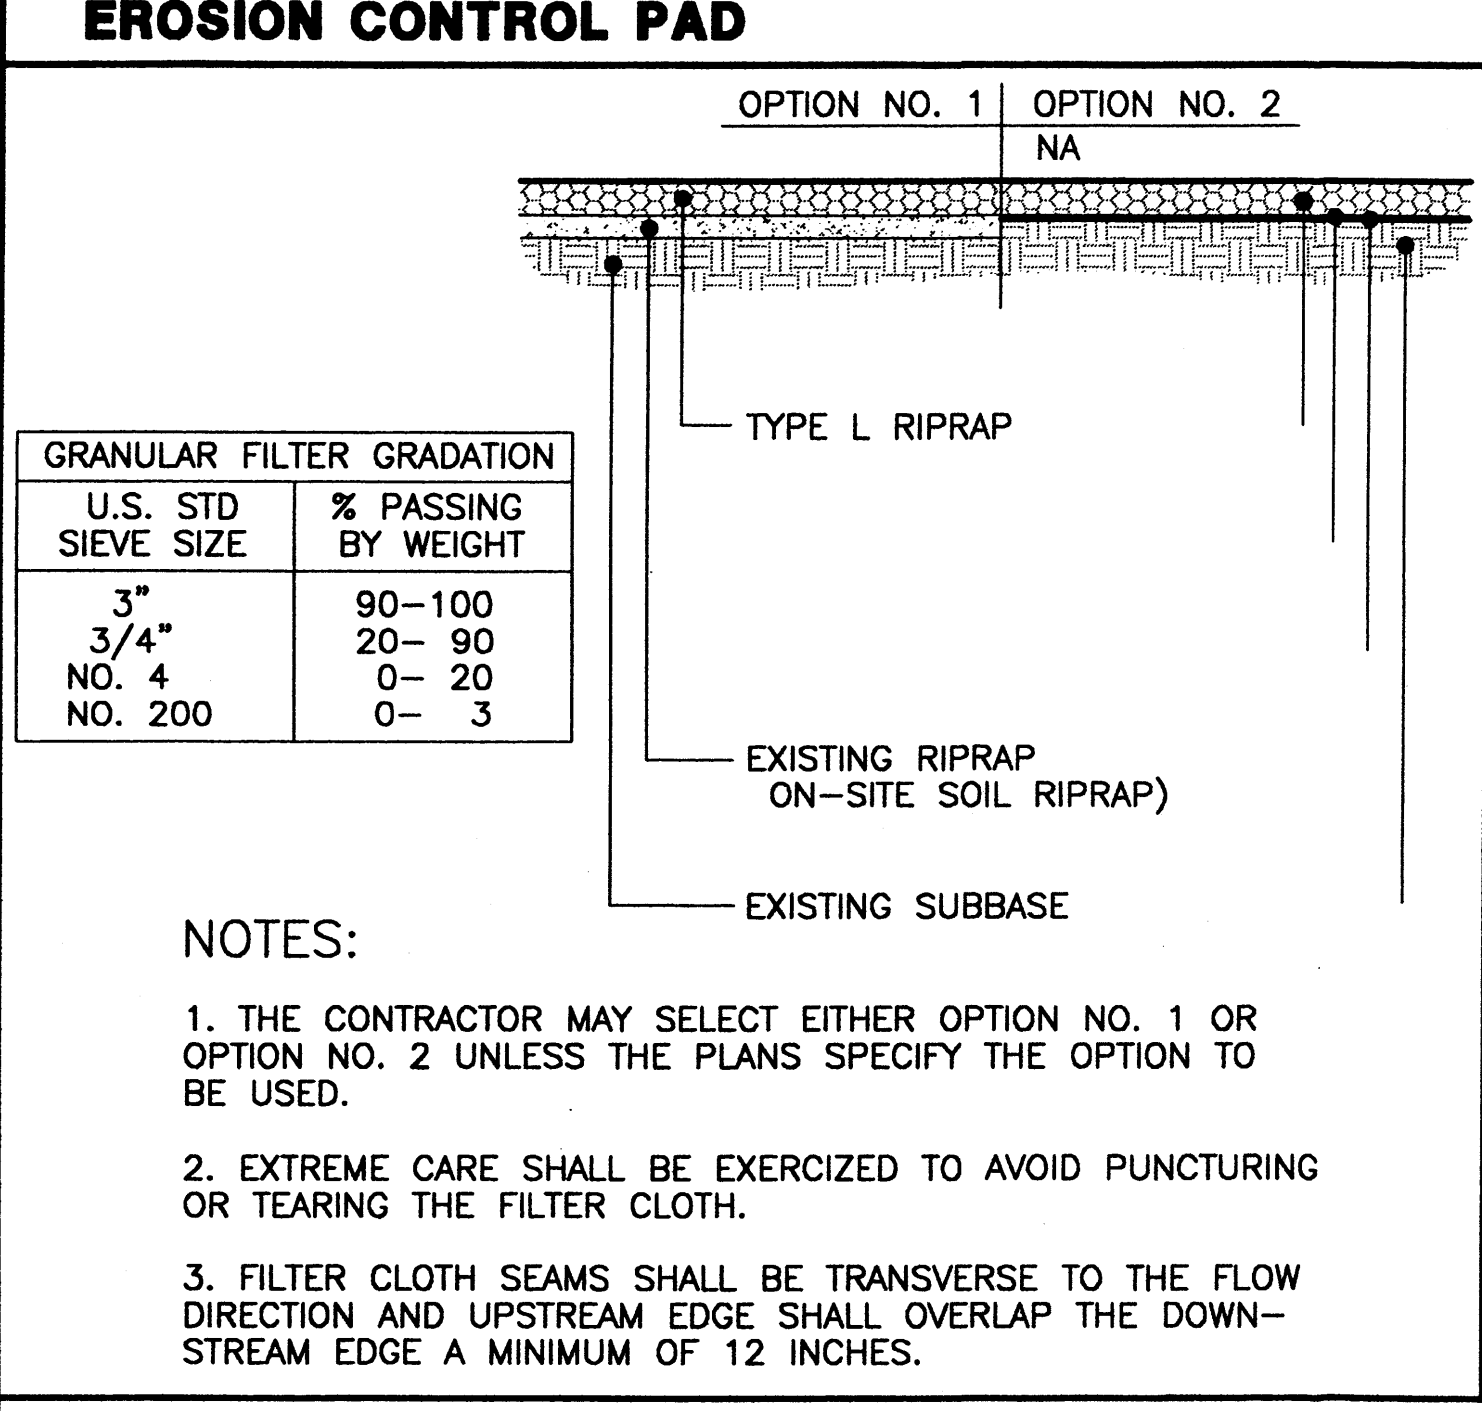 EROSION CONTROL PAD
OPTION NO. 1
OPTION NO. 2
NA
TYPE L RIPRAP
GRANULAR FILTER GRADATION
U.S. STD
SIEVE SIZE
% PASSING
BY WEIGHT
3" 90-100
3/4" 20- 90
NO. 4 0- 20
NO. 200 0- 3
EXISTING RIPRAP
ON-SITE SOIL RIPRAP)
EXISTING SUBBASE
NOTES:
1. THE CONTRACTOR MAY SELECT EITHER OPTION NO. 1 OR
OPTION NO. 2 UNLESS THE PLANS SPECIFY THE OPTION TO
BE USED.
2. EXTREME CARE SHALL BE EXERCIZED TO AVOID PUNCTURING
OR TEARING THE FILTER CLOTH.
3. FILTER CLOTH SEAMS SHALL BE TRANSVERSE TO THE FLOW
DIRECTION AND UPSTREAM EDGE SHALL OVERLAP THE DOWN-
STREAM EDGE A MINIMUM OF 12 INCHES.